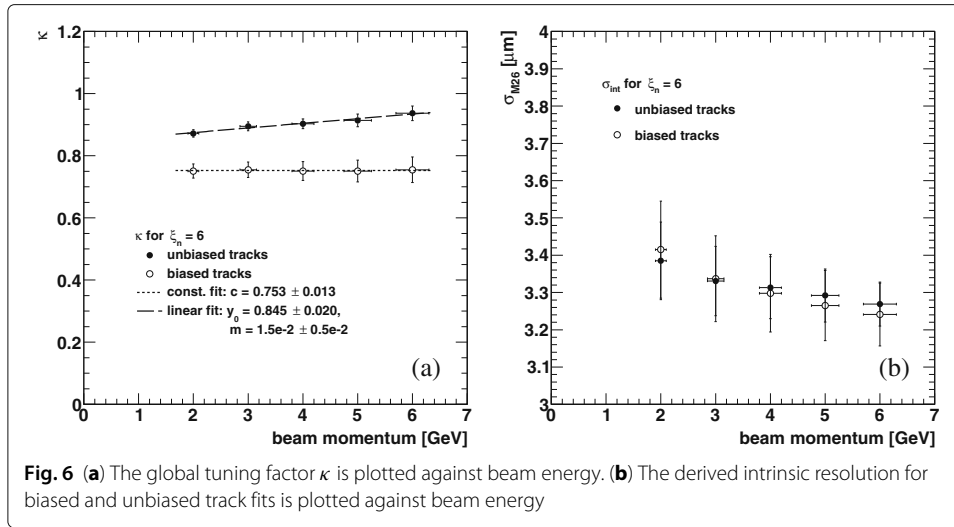 κ
1.2
1
0.8
0.6
0.4
0.2
0
κ for ξn = 6
unbiased tracks
biased tracks
const. fit: c = 0.753 ± 0.013
linear fit: y0 = 0.845 ± 0.020,
m = 1.5e-2 ± 0.5e-2
(a)
0 1 2 3 4 5 6 7
beam momentum [GeV]
σM26 [μm]
4
3.9
3.8
3.7
3.6
3.5
3.4
3.3
3.2
3.1
3
σint for ξn = 6
unbiased tracks
biased tracks
(b)
0 1 2 3 4 5 6 7
beam momentum [GeV]
Fig. 6 (a) The global tuning factor κ is plotted against beam energy. (b) The derived intrinsic resolution for
biased and unbiased track fits is plotted against beam energy